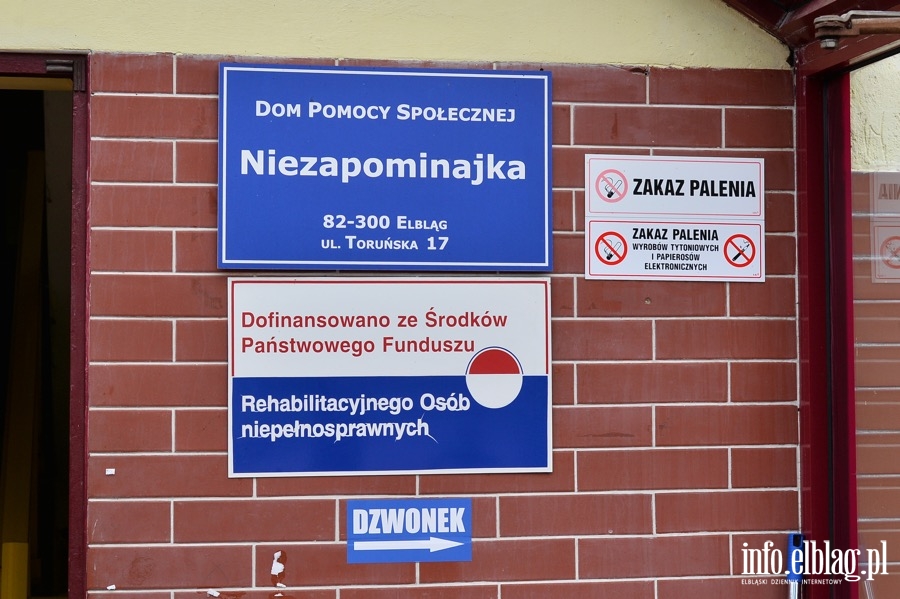 DOM POMOCY SPOŁECZNEJ
Niezapominajka
82-300 ELBLĄG
UL. TORUŃSKA 17
ZAKAZ PALENIA
ZAKAZ PALENIA
WYROBÓW TYTONIOWYCH
I PAPIEROSÓW
ELEKTRONICZNYCH
Dofinansowano ze Środków
Państwowego Funduszu
Rehabilitacyjnego Osób
niepełnosprawnych
DZWONEK
info.elblag.pl
ELBLĄSKI DZIENNIK INTERNETOWY